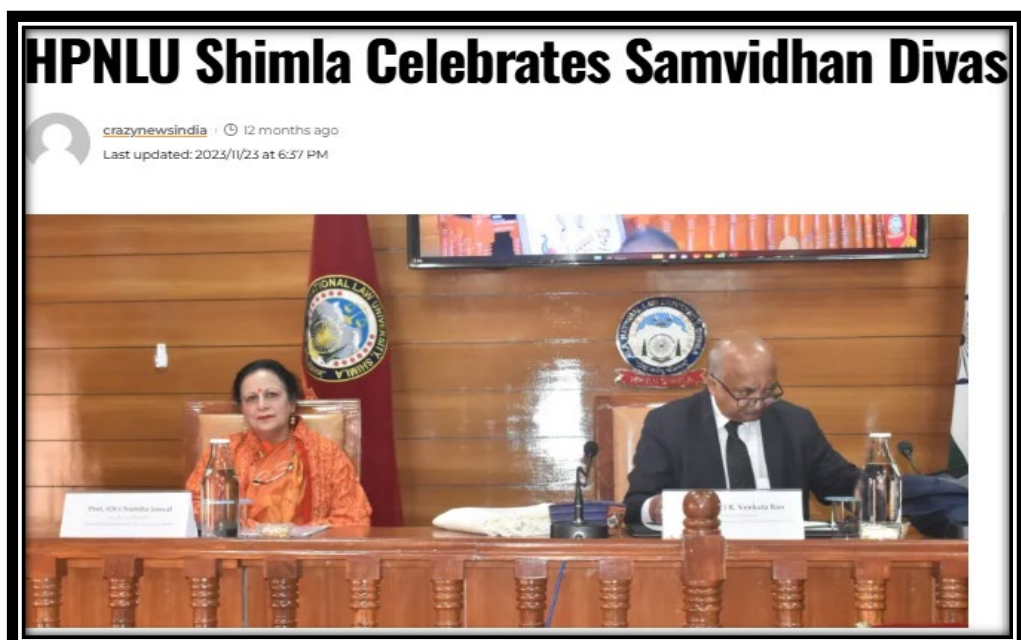 HPNLU Shimla Celebrates Samvidhan Divas
crazynewsindia 12 months ago
Last updated: 2023/11/23 at 6:37 PM
NATIONAL LAW UNIVERSITY, SHIMLA
Prof. (Dr.) Nishtha Jaswal
R. Venkata Rao